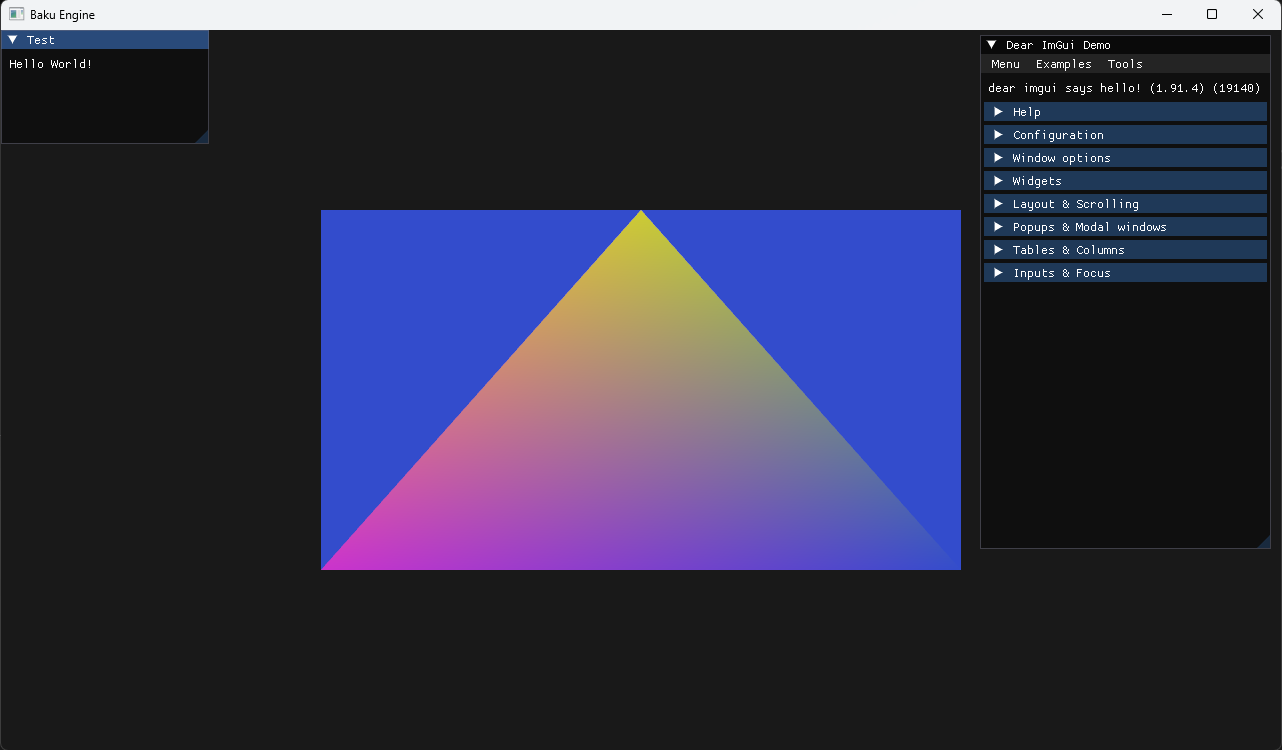 Baku Engine
Test
Hello World!
Dear ImGui Demo
Menu Examples Tools
dear imgui says hello! (1.91.4) (19140)
Help
Configuration
Window options
Widgets
Layout & Scrolling
Popups & Modal windows
Tables & Columns
Inputs & Focus